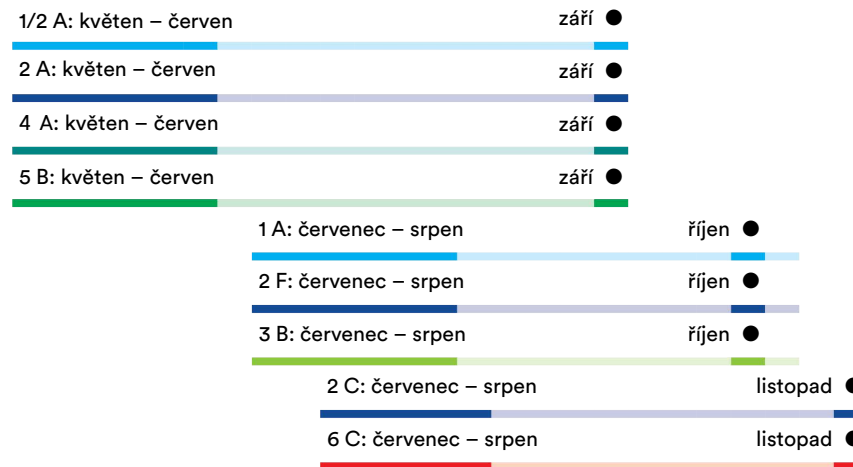 1/2 A: květen – červen září
2 A: květen – červen září
4 A: květen – červen září
5 B: květen – červen září
1 A: červenec – srpen říjen
2 F: červenec – srpen říjen
3 B: červenec – srpen říjen
2 C: červenec – srpen listopad
6 C: červenec – srpen listopad